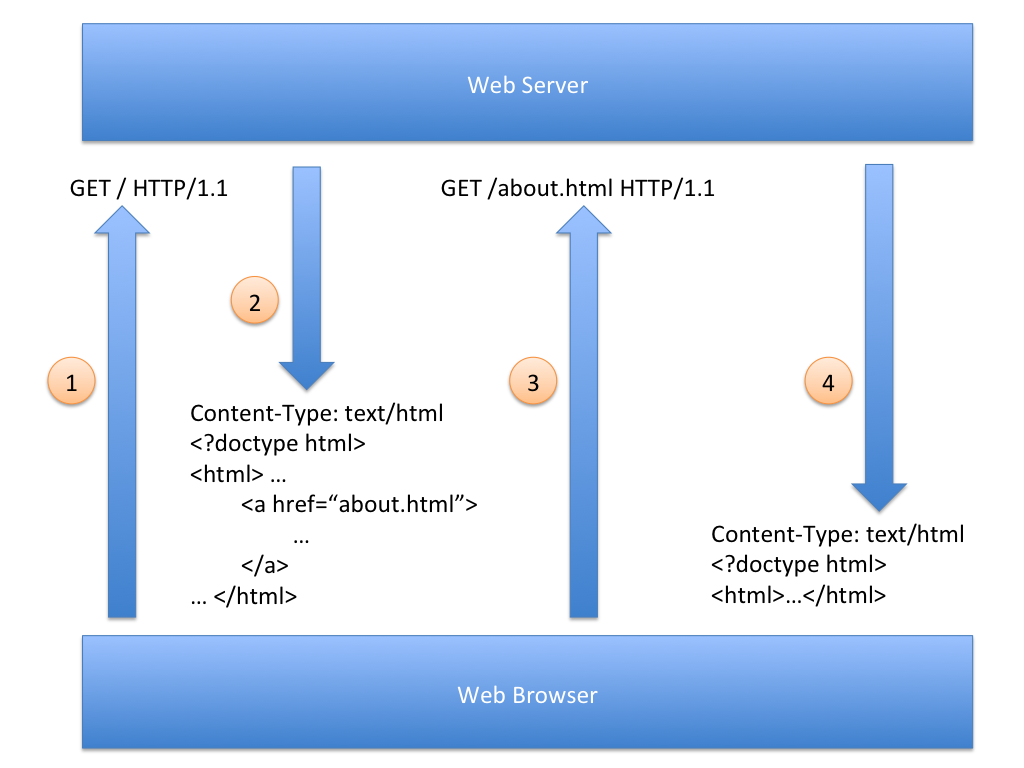 Web Server
GET / HTTP/1.1
GET /about.html HTTP/1.1
2
1
3
4
Content-Type: text/html
<?doctype html>
<html> …
<a href=“about.html”>
…
</a>
… </html>
Content-Type: text/html
<?doctype html>
<html>…</html>
Web Browser